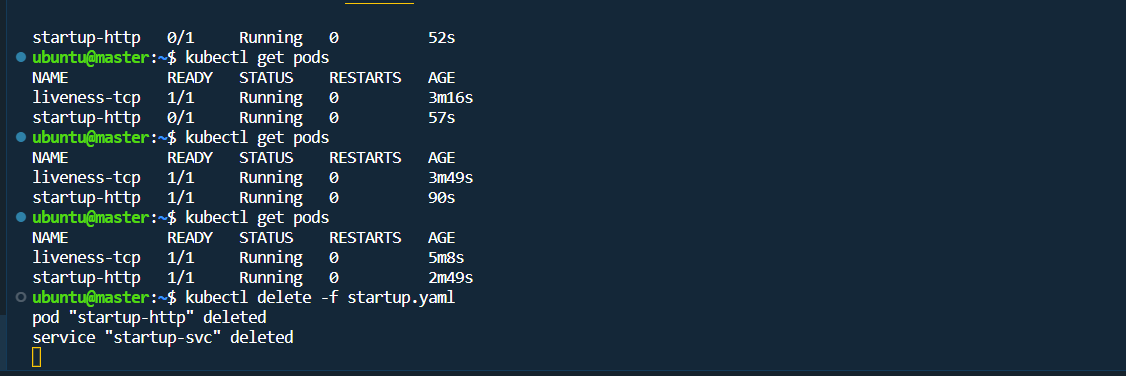 startup-http   0/1     Running   0          52s
ubuntu@master:~$ kubectl get pods
NAME           READY   STATUS    RESTARTS   AGE
liveness-tcp   1/1     Running   0          3m16s
startup-http   0/1     Running   0          57s
ubuntu@master:~$ kubectl get pods
NAME           READY   STATUS    RESTARTS   AGE
liveness-tcp   1/1     Running   0          3m49s
startup-http   1/1     Running   0          90s
ubuntu@master:~$ kubectl get pods
NAME           READY   STATUS    RESTARTS   AGE
liveness-tcp   1/1     Running   0          5m8s
startup-http   1/1     Running   0          2m49s
ubuntu@master:~$ kubectl delete -f startup.yaml
pod "startup-http" deleted
service "startup-svc" deleted